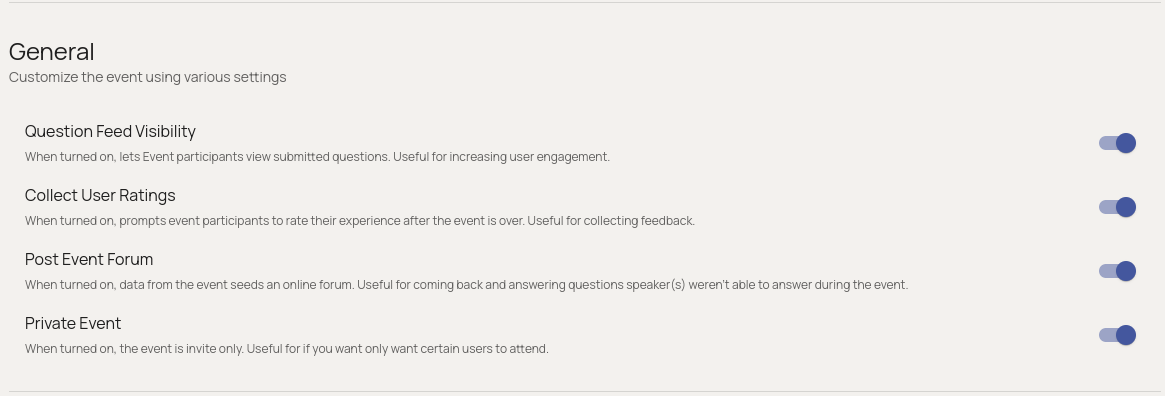 General
Customize the event using various settings
Question Feed Visibility
When turned on, lets Event participants view submitted questions. Useful for increasing user engagement.
Collect User Ratings
When turned on, prompts event participants to rate their experience after the event is over. Useful for collecting feedback.
Post Event Forum
When turned on, data from the event seeds an online forum. Useful for coming back and answering questions speaker(s) weren't able to answer during the event.
Private Event
When turned on, the event is invite only. Useful for if you want only want certain users to attend.